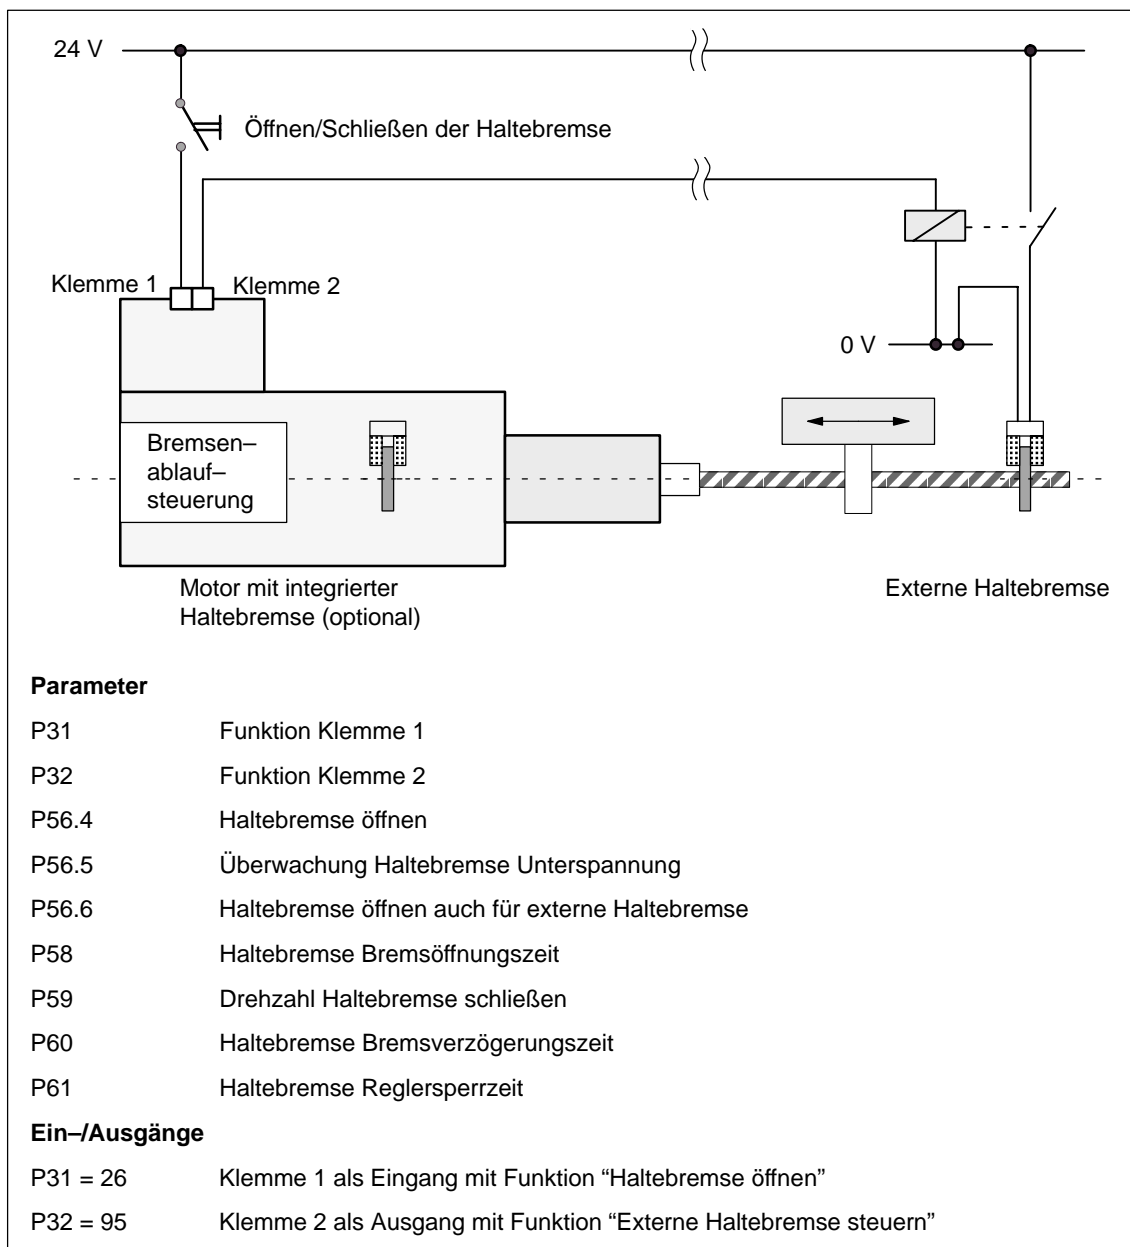 24 V
Öffnen/Schließen der Haltebremse
Klemme 1
Klemme 2
0 V
Bremsen–
ablauf–
steuerung
Motor mit integrierter
Haltebremse (optional)
Externe Haltebremse
Parameter
P31 Funktion Klemme 1
P32 Funktion Klemme 2
P56.4 Haltebremse öffnen
P56.5 Überwachung Haltebremse Unterspannung
P56.6 Haltebremse öffnen auch für externe Haltebremse
P58 Haltebremse Bremsöffnungszeit
P59 Drehzahl Haltebremse schließen
P60 Haltebremse Bremsverzögerungszeit
P61 Haltebremse Reglersperrzeit
Ein–/Ausgänge
P31 = 26 Klemme 1 als Eingang mit Funktion “Haltebremse öffnen”
P32 = 95 Klemme 2 als Ausgang mit Funktion “Externe Haltebremse steuern”